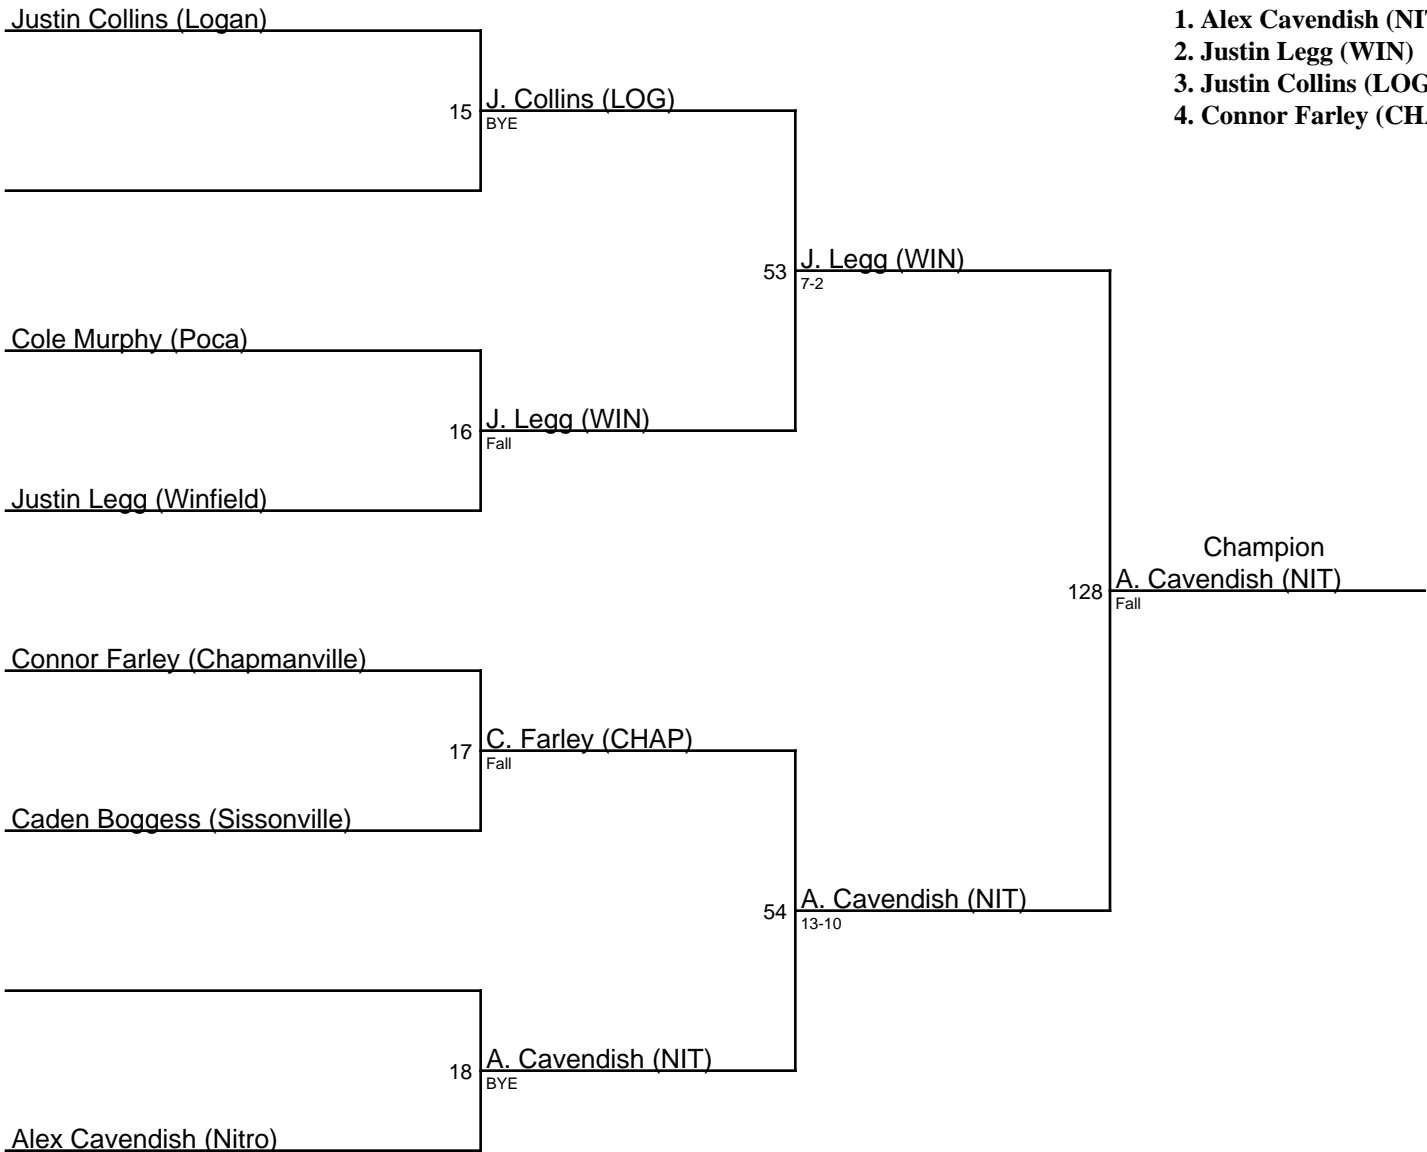 Justin Collins (Logan)
1. Alex Cavendish (NI
2. Justin Legg (WIN)
3. Justin Collins (LOG
4. Connor Farley (CHA
15 J. Collins (LOG)
BYE
53 J. Legg (WIN)
7-2
Cole Murphy (Poca)
16 J. Legg (WIN)
Fall
Justin Legg (Winfield)
Champion
128 A. Cavendish (NIT)
Fall
Connor Farley (Chapmanville)
17 C. Farley (CHAP)
Fall
Caden Boggess (Sissonville)
54 A. Cavendish (NIT)
13-10
18 A. Cavendish (NIT)
BYE
Alex Cavendish (Nitro)